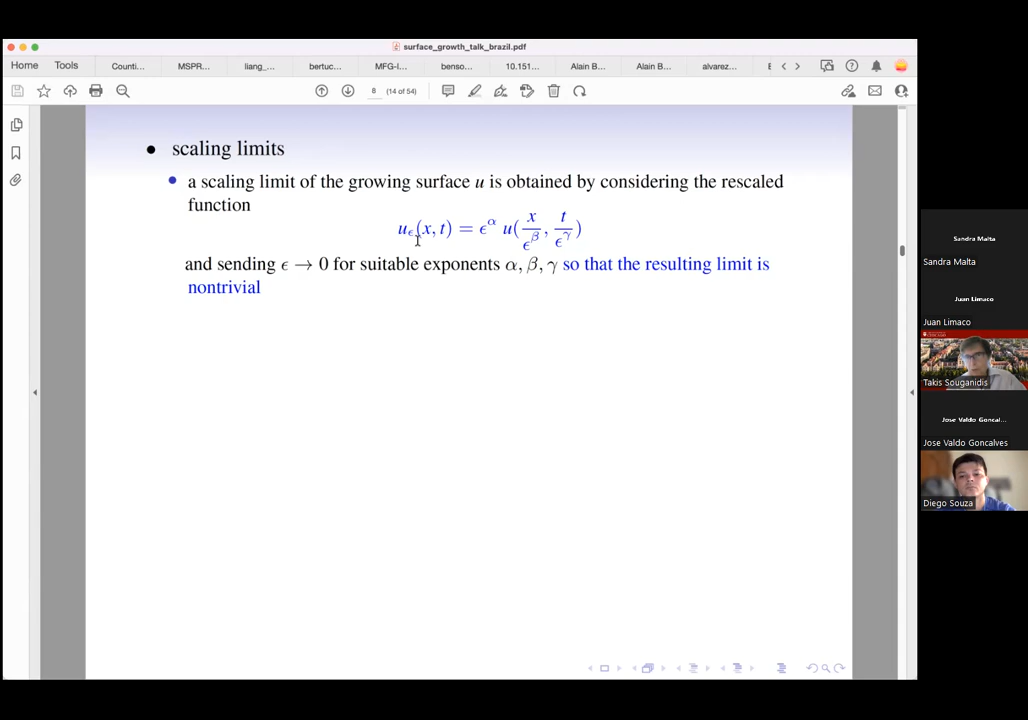 surface_growth_talk_brazil.pdf
Home Tools Counti... MSPR... liang_... bertuc... MFG-I... benso... 10.151... Alain B... Alain B... alvarez...
8 (14 of 54)
• scaling limits
• a scaling limit of the growing surface u is obtained by considering the rescaled
function
u_ϵ(x, t) = ϵ^α u(x/ϵ^β, t/ϵ^γ)
and sending ϵ → 0 for suitable exponents α, β, γ so that the resulting limit is
nontrivial
Sandra Malta
Sandra Malta
Juan Limaco
Juan Limaco
Takis Souganidis
Jose Valdo Goncal...
Jose Valdo Goncalves
Diego Souza